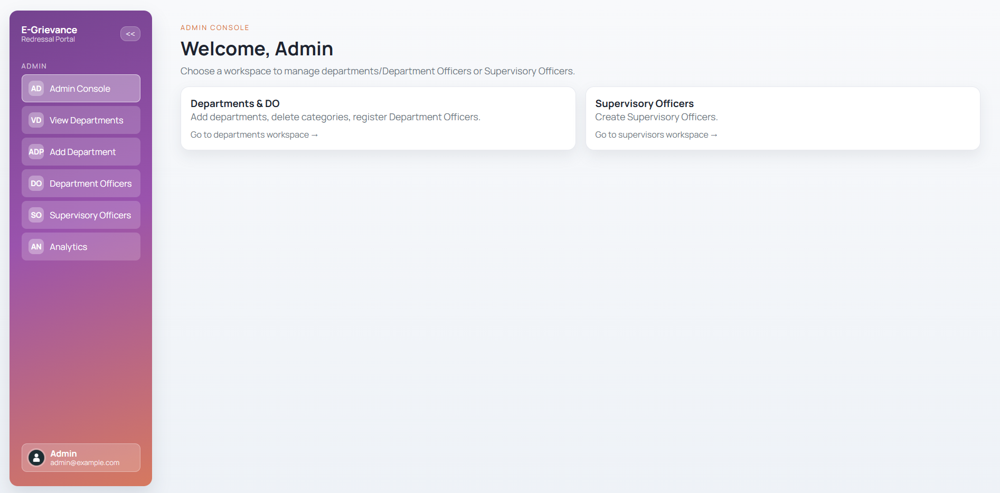 E-Grievance
Redressal Portal
<<
ADMIN
AD Admin Console
VD View Departments
ADP Add Department
DO Department Officers
SO Supervisory Officers
AN Analytics
Admin
admin@example.com
ADMIN CONSOLE
Welcome, Admin
Choose a workspace to manage departments/Department Officers or Supervisory Officers.
Departments & DO
Add departments, delete categories, register Department Officers.
Go to departments workspace →
Supervisory Officers
Create Supervisory Officers.
Go to supervisors workspace →